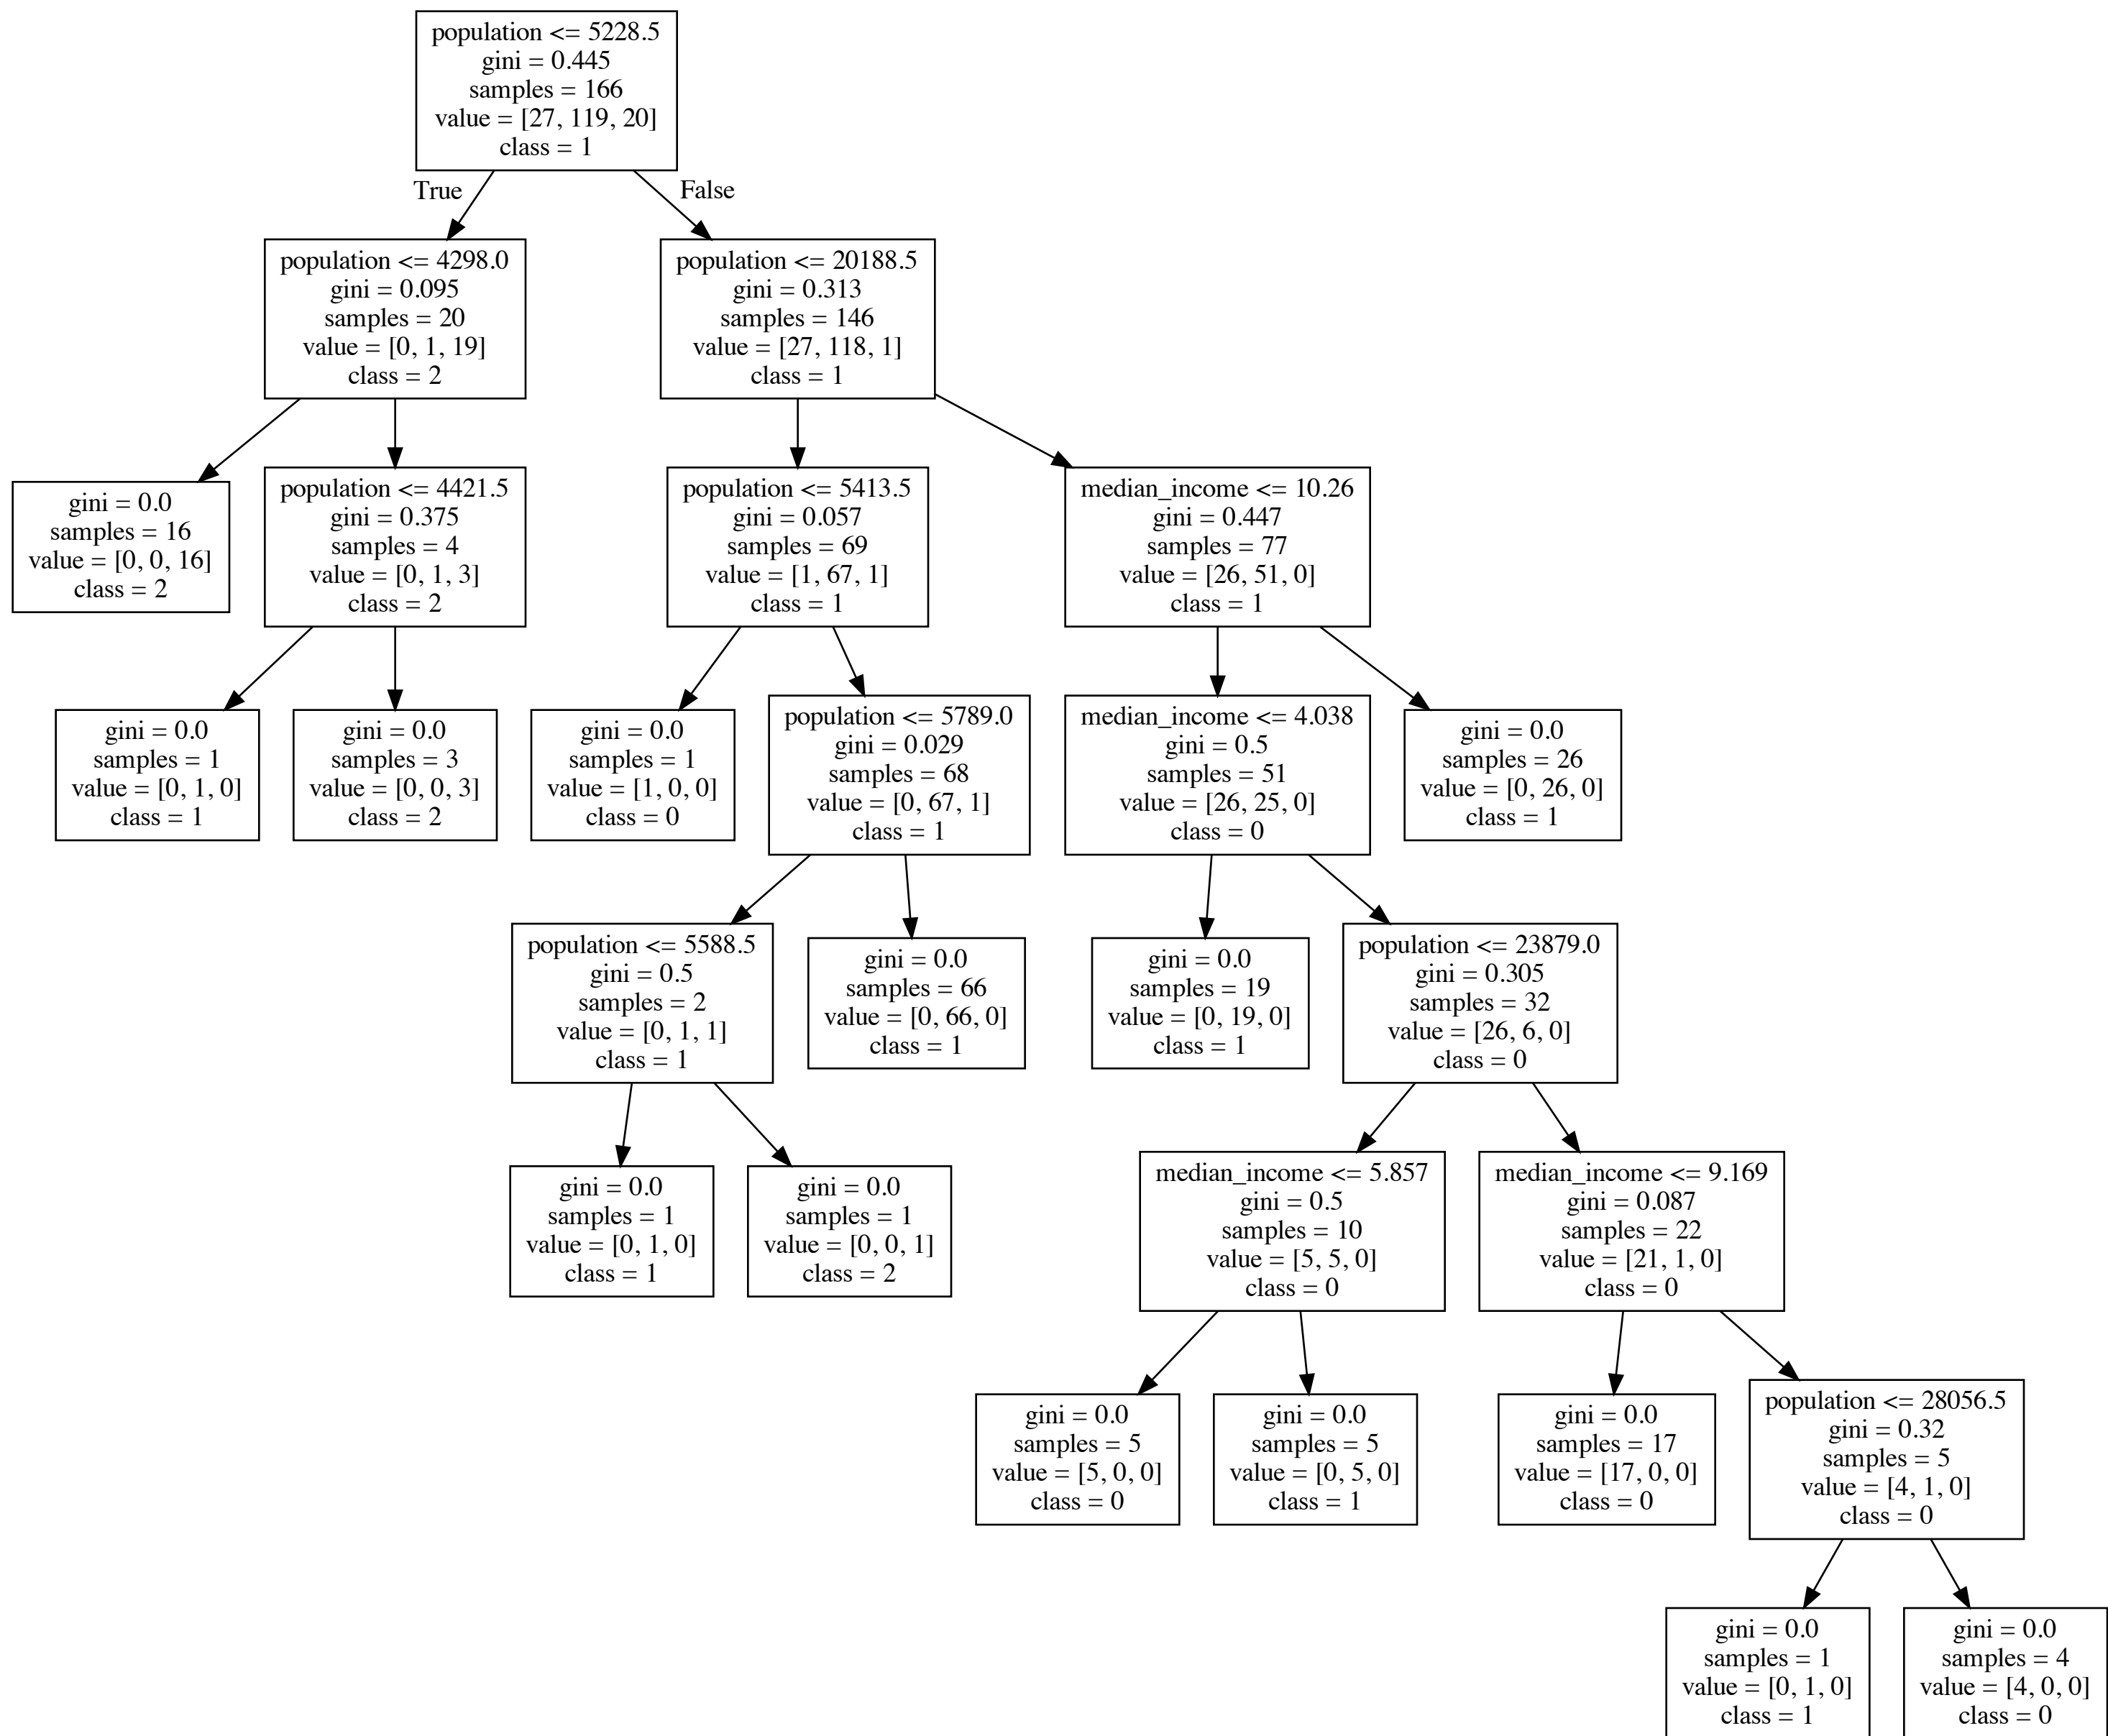 population <= 5228.5
gini = 0.445
samples = 166
value = [27, 119, 20]
class = 1
True
False
population <= 4298.0
gini = 0.095
samples = 20
value = [0, 1, 19]
class = 2
population <= 20188.5
gini = 0.313
samples = 146
value = [27, 118, 1]
class = 1
gini = 0.0
samples = 16
value = [0, 0, 16]
class = 2
population <= 4421.5
gini = 0.375
samples = 4
value = [0, 1, 3]
class = 2
population <= 5413.5
gini = 0.057
samples = 69
value = [1, 67, 1]
class = 1
median_income <= 10.26
gini = 0.447
samples = 77
value = [26, 51, 0]
class = 1
gini = 0.0
samples = 1
value = [0, 1, 0]
class = 1
gini = 0.0
samples = 3
value = [0, 0, 3]
class = 2
gini = 0.0
samples = 1
value = [1, 0, 0]
class = 0
population <= 5789.0
gini = 0.029
samples = 68
value = [0, 67, 1]
class = 1
median_income <= 4.038
gini = 0.5
samples = 51
value = [26, 25, 0]
class = 0
gini = 0.0
samples = 26
value = [0, 26, 0]
class = 1
population <= 5588.5
gini = 0.5
samples = 2
value = [0, 1, 1]
class = 1
gini = 0.0
samples = 66
value = [0, 66, 0]
class = 1
gini = 0.0
samples = 19
value = [0, 19, 0]
class = 1
population <= 23879.0
gini = 0.305
samples = 32
value = [26, 6, 0]
class = 0
gini = 0.0
samples = 1
value = [0, 1, 0]
class = 1
gini = 0.0
samples = 1
value = [0, 0, 1]
class = 2
median_income <= 5.857
gini = 0.5
samples = 10
value = [5, 5, 0]
class = 0
median_income <= 9.169
gini = 0.087
samples = 22
value = [21, 1, 0]
class = 0
gini = 0.0
samples = 5
value = [5, 0, 0]
class = 0
gini = 0.0
samples = 5
value = [0, 5, 0]
class = 1
gini = 0.0
samples = 17
value = [17, 0, 0]
class = 0
population <= 28056.5
gini = 0.32
samples = 5
value = [4, 1, 0]
class = 0
gini = 0.0
samples = 1
value = [0, 1, 0]
class = 1
gini = 0.0
samples = 4
value = [4, 0, 0]
class = 0